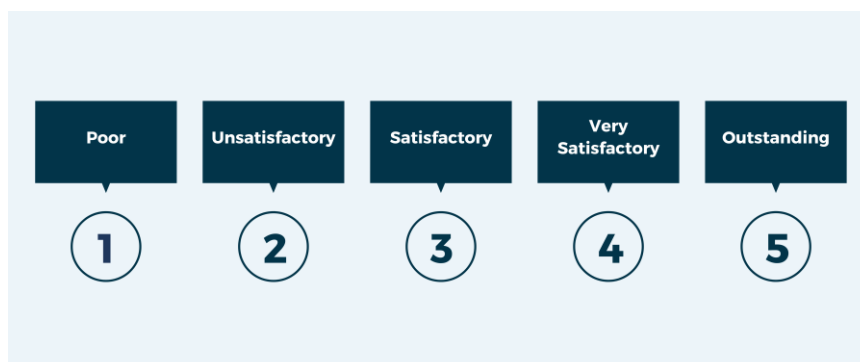 Poor
Unsatisfactory
Satisfactory
Very
Satisfactory
Outstanding
1
2
3
4
5